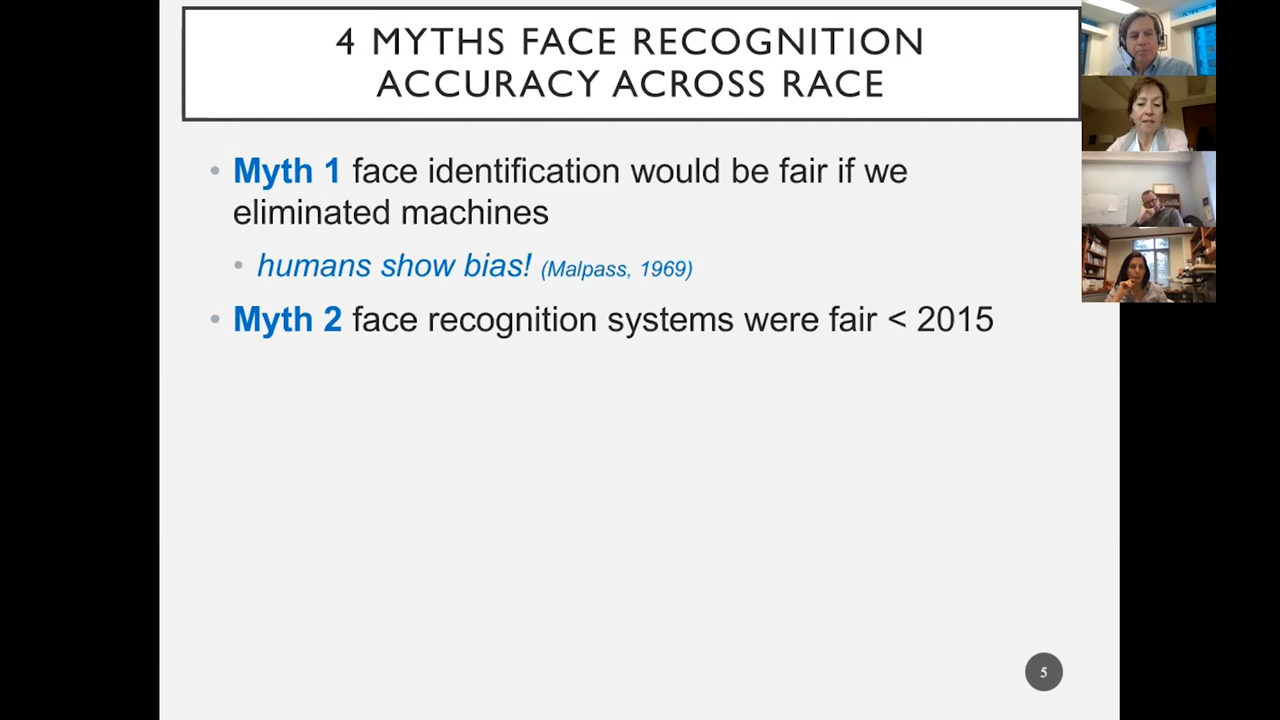 4 MYTHS FACE RECOGNITION
ACCURACY ACROSS RACE
• Myth 1 face identification would be fair if we
eliminated machines
• humans show bias! (Malpass, 1969)
• Myth 2 face recognition systems were fair < 2015
5